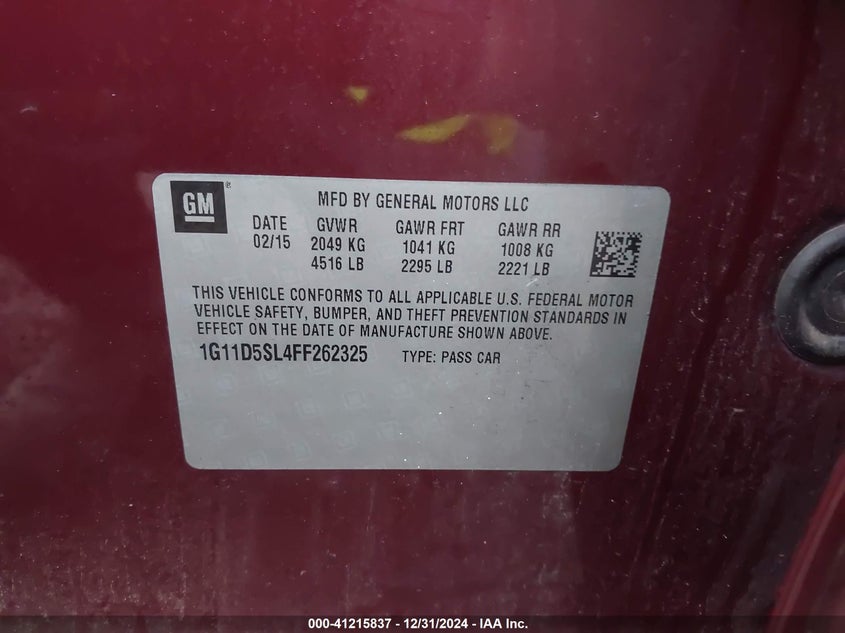 GM ®
MFD BY GENERAL MOTORS LLC
DATE GVWR GAWR FRT GAWR RR
02/15 2049 KG 1041 KG 1008 KG
4516 LB 2295 LB 2221 LB
THIS VEHICLE CONFORMS TO ALL APPLICABLE U.S. FEDERAL MOTOR
VEHICLE SAFETY, BUMPER, AND THEFT PREVENTION STANDARDS IN
EFFECT ON THE DATE OF MANUFACTURE SHOWN ABOVE.
1G11D5SL4FF262325 TYPE: PASS CAR
000-41215837 - 12/31/2024 - IAA Inc.